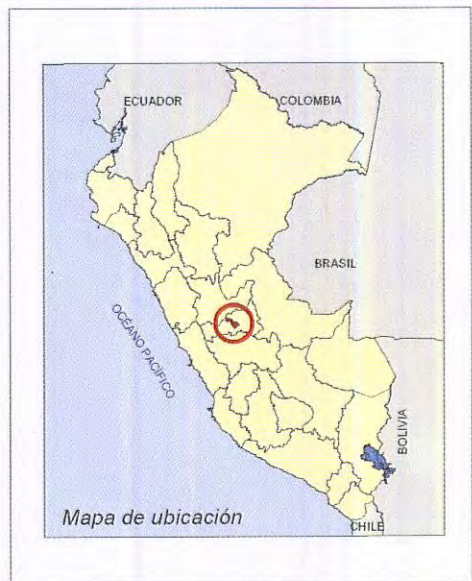 ECUADOR
COLOMBIA
BRASIL
OCÉANO PACÍFICO
BOLIVIA
Mapa de ubicación
CHILE